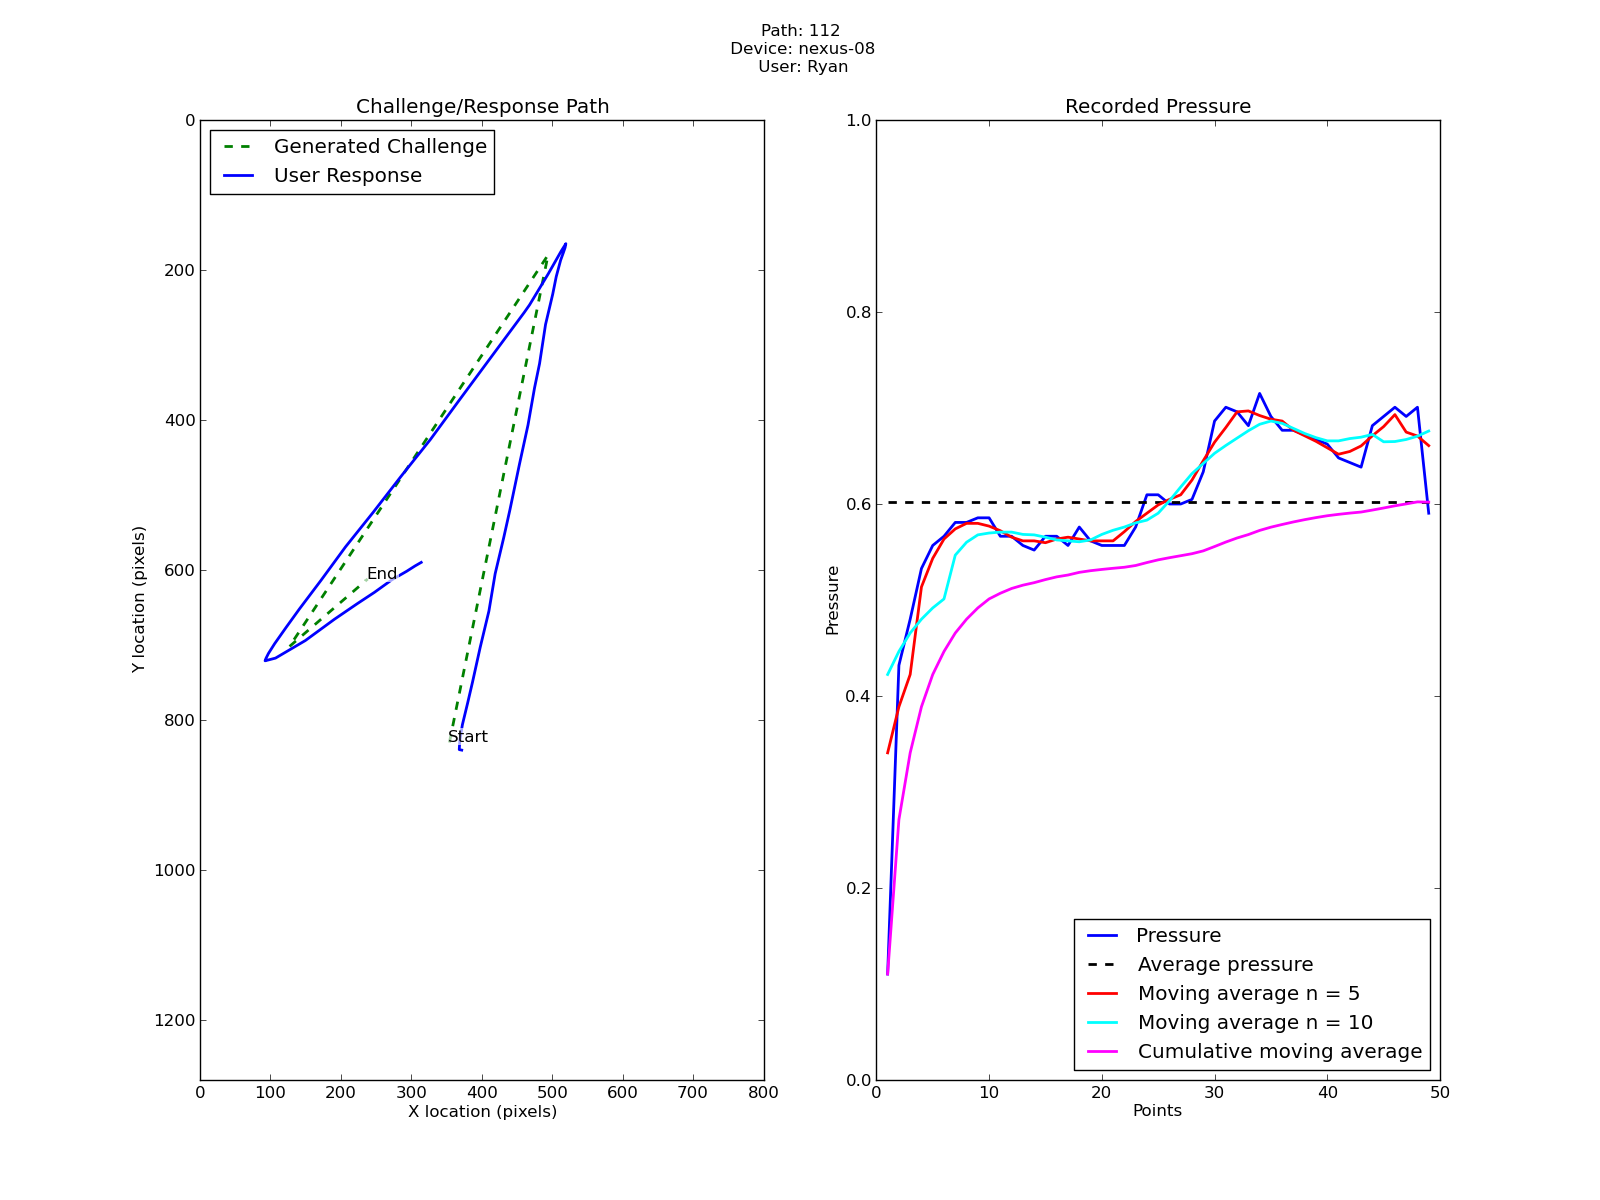 Path: 112
Device: nexus-08
User: Ryan
Challenge/Response Path
Generated Challenge
User Response
0
200
400
600
800
1000
1200
Y location (pixels)
End
Start
0 100 200 300 400 500 600 700 800
X location (pixels)
Recorded Pressure
1.0
0.8
0.6
0.4
0.2
0.0
Pressure
Pressure
Average pressure
Moving average n = 5
Moving average n = 10
Cumulative moving average
0 10 20 30 40 50
Points